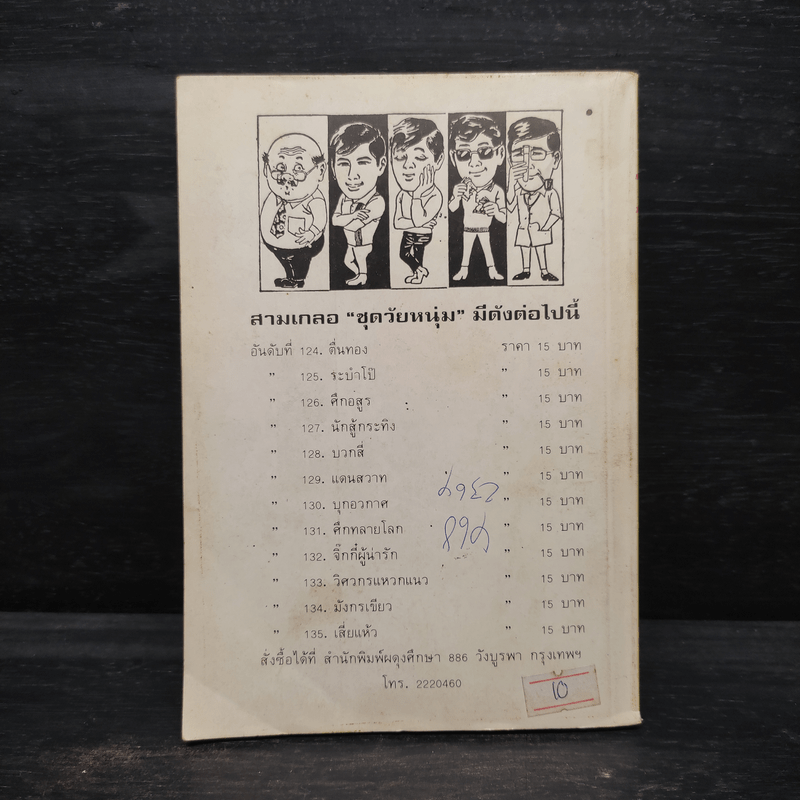 สามเกลอ "ชุดวัยหนุ่ม" มีดังต่อไปนี้
อันดับที่ 124. ตื่นทอง ราคา 15 บาท
" 125. ระบำโป๊ " 15 บาท
" 126. ศึกอสูร " 15 บาท
" 127. นักสู้กระทิง " 15 บาท
" 128. บวกสี่ " 15 บาท
" 129. แดนสวาท " 15 บาท
" 130. บุกอวกาศ " 15 บาท
" 131. ศึกทลายโลก " 15 บาท
" 132. จิ๊กกี๋ผู้น่ารัก " 15 บาท
" 133. วิศวกรแหวกแนว " 15 บาท
" 134. มังกรเขียว " 15 บาท
" 135. เสี่ยแห้ว " 15 บาท
สั่งซื้อได้ที่ สำนักพิมพ์ผดุงศึกษา 886 วังบูรพา กรุงเทพฯ
โทร. 2220460
10